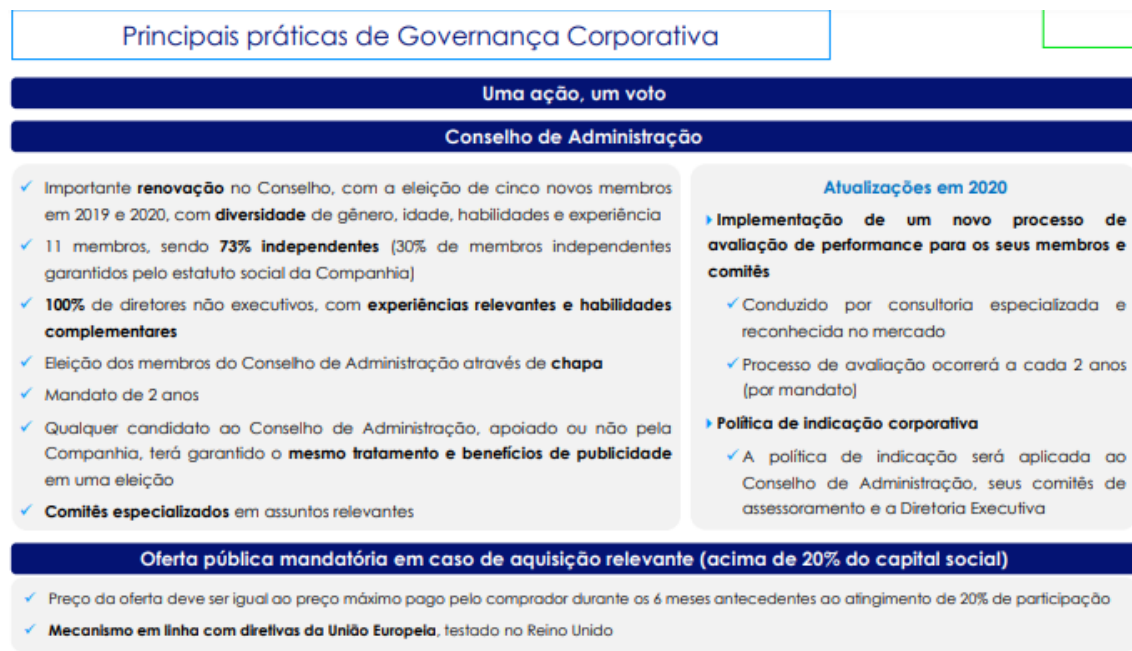 Principais práticas de Governança Corporativa
Uma ação, um voto
Conselho de Administração
✓ Importante renovação no Conselho, com a eleição de cinco novos membros
em 2019 e 2020, com diversidade de gênero, idade, habilidades e experiência
✓ 11 membros, sendo 73% independentes (30% de membros independentes
garantidos pelo estatuto social da Companhia)
✓ 100% de diretores não executivos, com experiências relevantes e habilidades
complementares
✓ Eleição dos membros do Conselho de Administração através de chapa
✓ Mandato de 2 anos
✓ Qualquer candidato ao Conselho de Administração, apoiado ou não pela
Companhia, terá garantido o mesmo tratamento e benefícios de publicidade
em uma eleição
✓ Comitês especializados em assuntos relevantes
Atualizações em 2020
Implementação de um novo processo de
avaliação de performance para os seus membros e
comitês
✓ Conduzido por consultoria especializada e
reconhecida no mercado
✓ Processo de avaliação ocorrerá a cada 2 anos
(por mandato)
Política de indicação corporativa
✓ A política de indicação será aplicada ao
Conselho de Administração, seus comitês de
assessoramento e a Diretoria Executiva
Oferta pública mandatória em caso de aquisição relevante (acima de 20% do capital social)
✓ Preço da oferta deve ser igual ao preço máximo pago pelo comprador durante os 6 meses antecedentes ao atingimento de 20% de participação
✓ Mecanismo em linha com diretivas da União Europeia, testado no Reino Unido